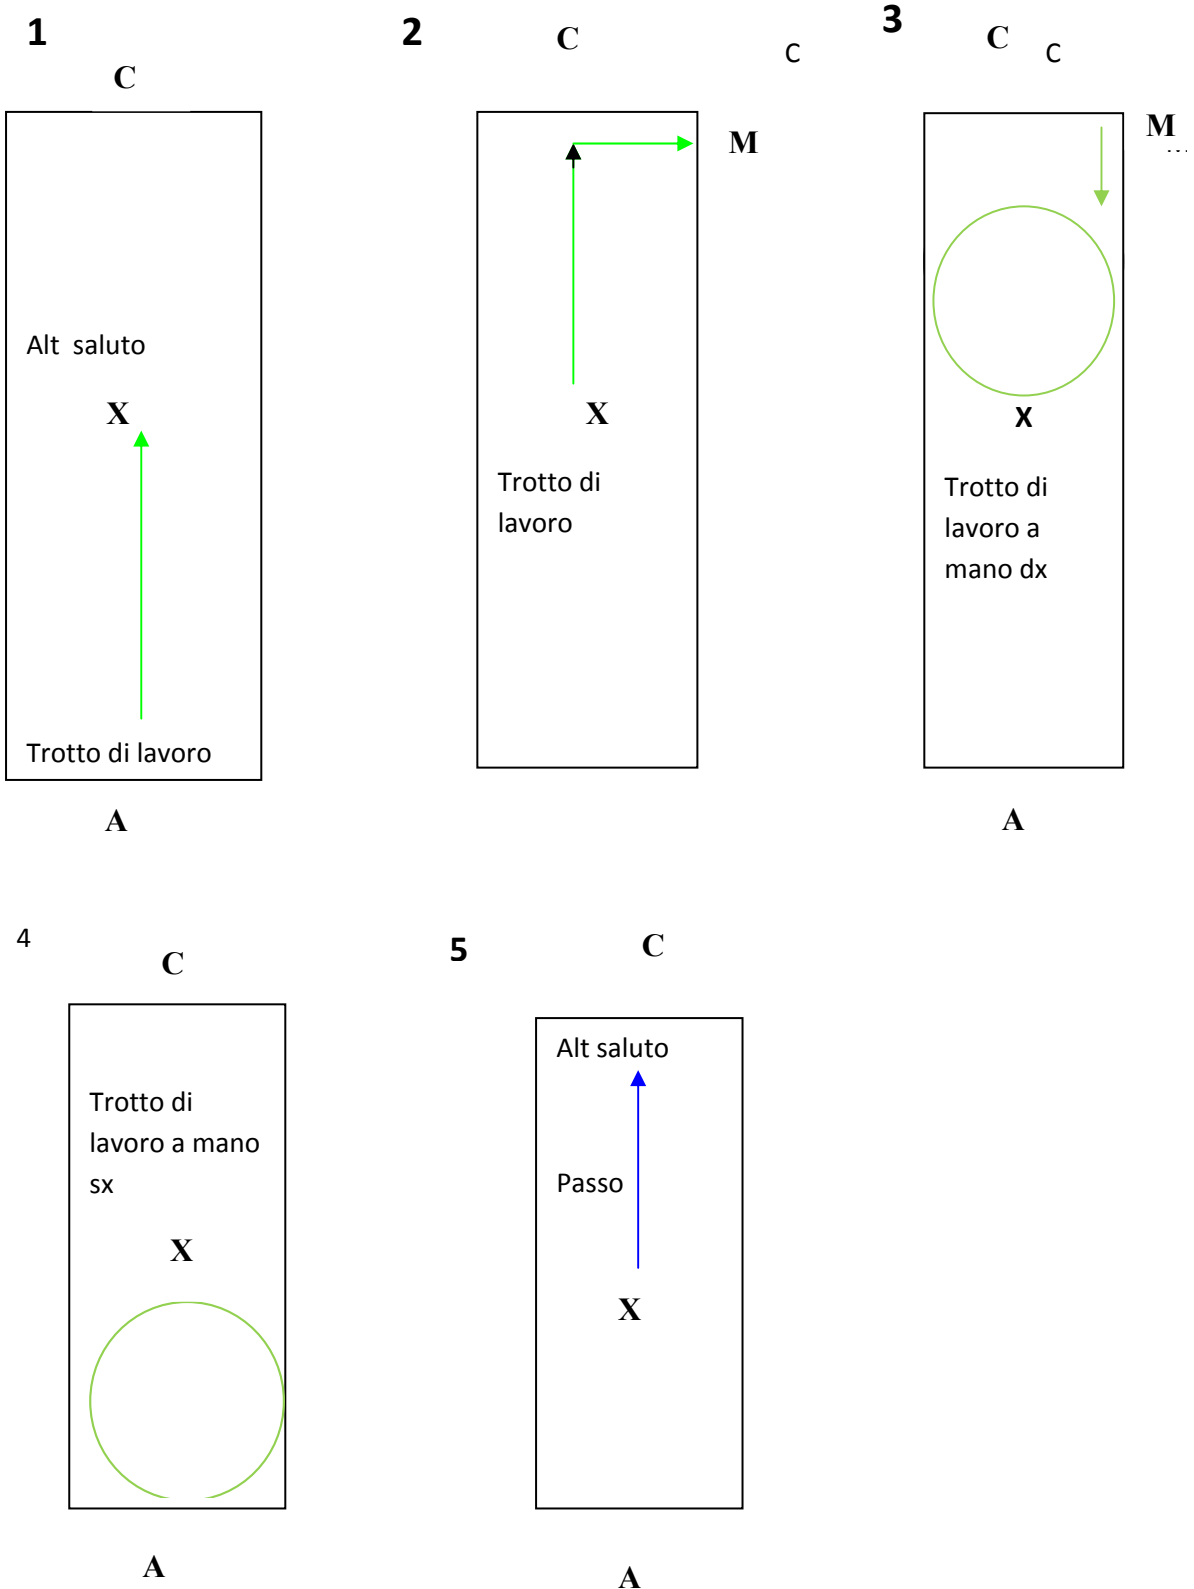 1
C
Alt saluto
X
Trotto di lavoro
A
2
C
C
M
X
Trotto di
lavoro
3
C
C
M
X
Trotto di
lavoro a
mano dx
A
4
C
Trotto di
lavoro a mano
sx
X
A
5
C
Alt saluto
Passo
X
A